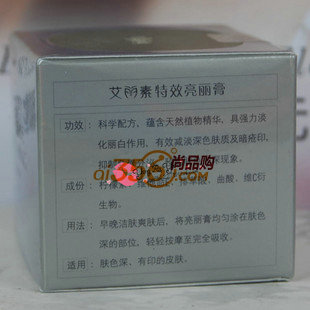 艾丽素特效亮丽膏
功效：科学配方，蕴含天然植物精华、具强力淡
化丽白作用，有效减淡深色肤质及暗疮印，
深现象。
成份：柠檬 曲酸、维C衍
生物。
用法：早晚洁肤爽肤后，将亮丽膏均匀涂在肤色
深的部位，轻轻按摩至完全吸收。
适用：肤色深、有印的皮肤。
尚品购